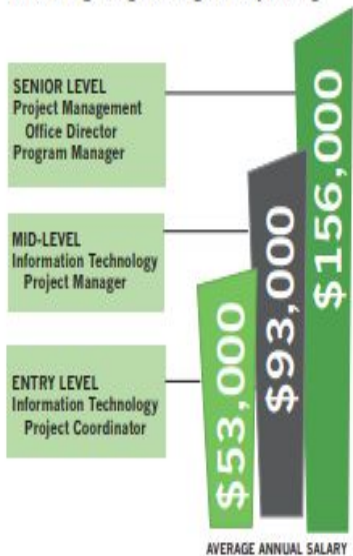 SENIOR LEVEL
Project Management
Office Director
Program Manager
$156,000
MID-LEVEL
Information Technology
Project Manager
$93,000
ENTRY LEVEL
Information Technology
Project Coordinator
$53,000
AVERAGE ANNUAL SALARY